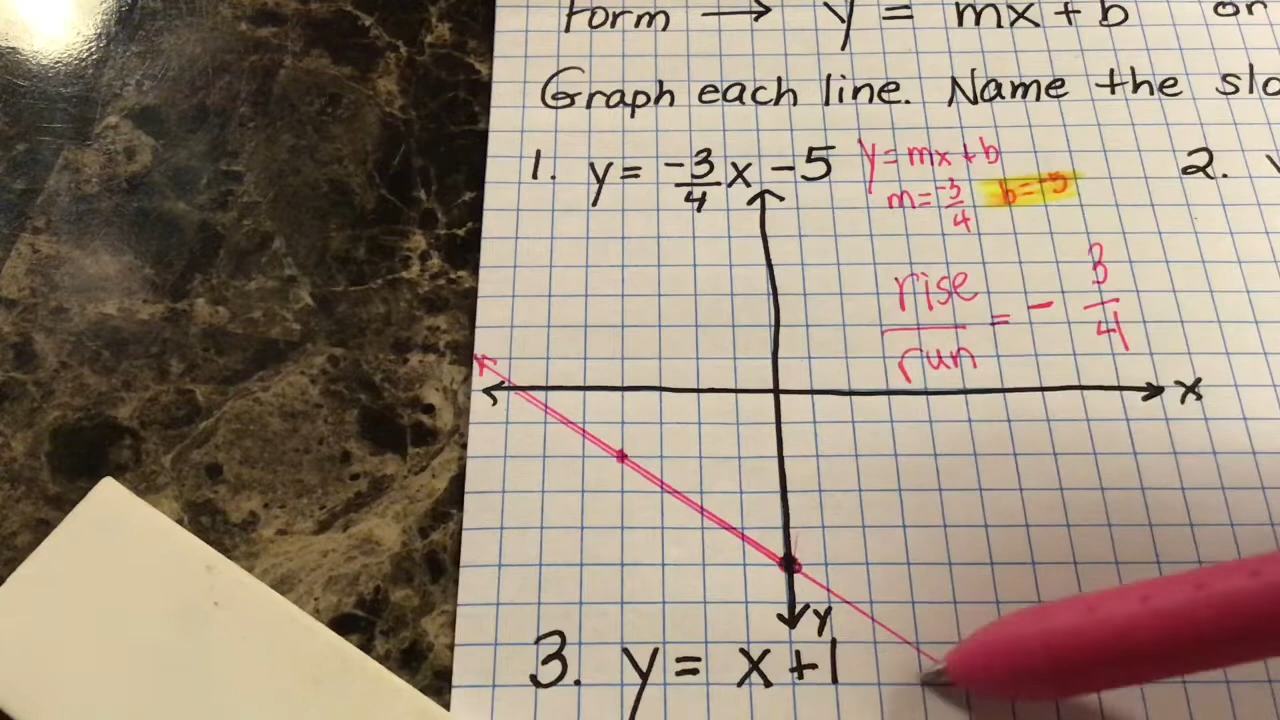 form → y = mx + b or
Graph each line. Name the
1. y = -3/4 x - 5
y = mx + b
m = -3/4 b = -5
2.
rise/run = - 3/4
x
y
3. y = x + 1